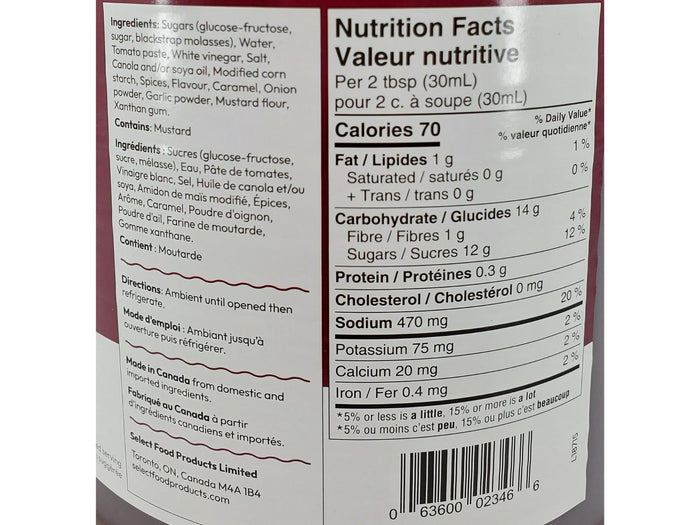 Ingredients: Sugars (glucose-fructose,
sugar, blackstrap molasses), Water,
Tomato paste, White vinegar, Salt,
Canola and/or soya oil, Modified corn
starch, Spices, Flavour, Caramel, Onion
powder, Garlic powder, Mustard flour,
Xanthan gum.
Contains: Mustard
Ingrédients : Sucres (glucose-fructose,
sucre, mélasse), Eau, Pâte de tomates,
Vinaigre blanc, Sel, Huile de canola et/ou
soya, Amidon de maïs modifié, Épices,
Arôme, Caramel, Poudre d'oignon,
Poudre d'ail, Farine de moutarde,
Gomme xanthane.
Contient : Moutarde
Directions: Ambient until opened then
refrigerate.
Mode d'emploi : Ambiant jusqu'à
ouverture puis réfrigérer.
Made in Canada from domestic and
imported ingredients.
Fabriqué au Canada à partir
d'ingrédients canadiens et importés.
Select Food Products Limited
Toronto, ON, Canada M4A 1B4
selectfoodproducts.com
serving
Nutrition Facts
Valeur nutritive
Per 2 tbsp (30mL)
pour 2 c. à soupe (30mL)
Calories 70
% Daily Value*
% valeur quotidienne*
Fat / Lipides 1 g 1 %
Saturated / saturés 0 g 0 %
+ Trans / trans 0 g
Carbohydrate / Glucides 14 g
Fibre / Fibres 1 g 4 %
Sugars / Sucres 12 g 12 %
Protein / Protéines 0.3 g
Cholesterol / Cholestérol 0 mg
Sodium 470 mg 20 %
Potassium 75 mg 2 %
Calcium 20 mg 2 %
Iron / Fer 0.4 mg 2 %
*5% or less is a little, 15% or more is a lot
*5% ou moins c'est peu, 15% ou plus c'est beaucoup
L18715
0 63600 02346 6